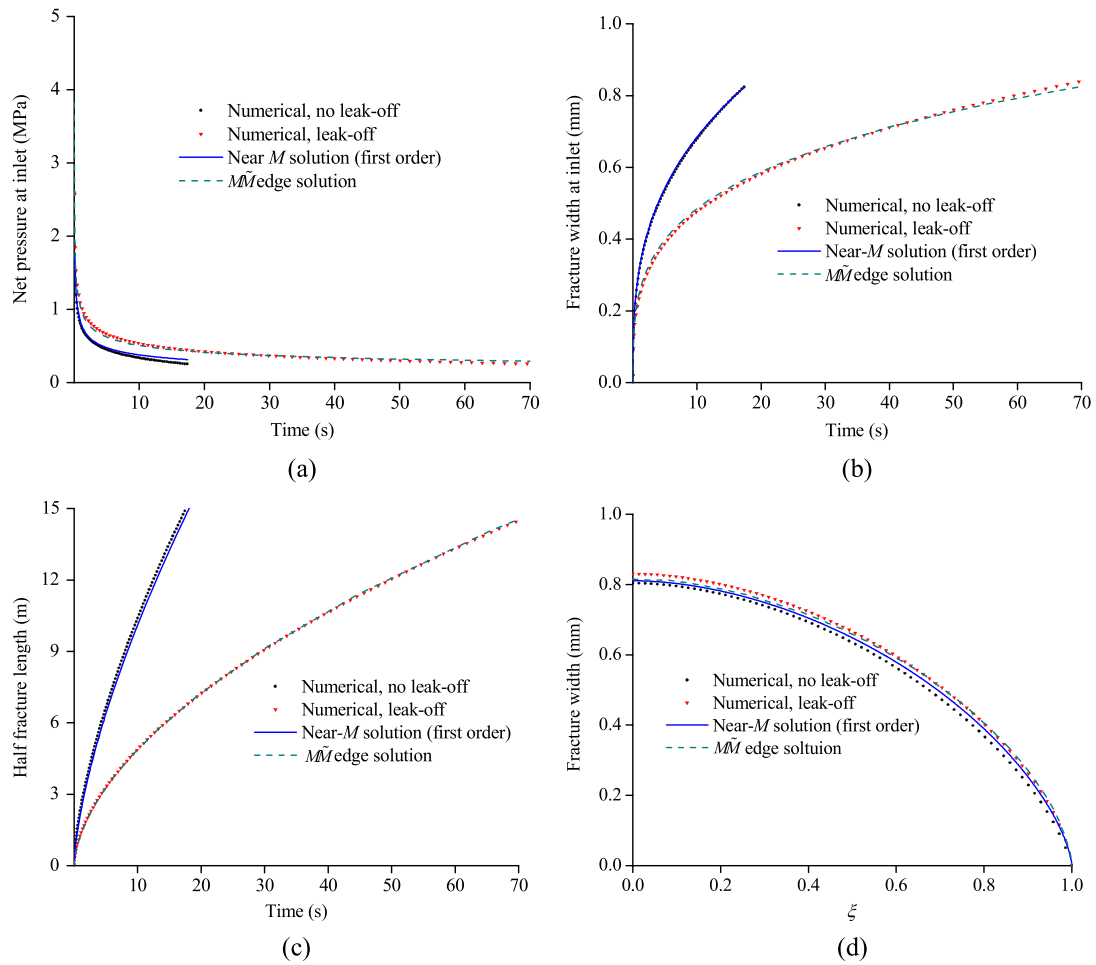 5
4
3
2
1
0
Net pressure at inlet (MPa)
Numerical, no leak-off
Numerical, leak-off
Near M solution (first order)
MM̃ edge solution
10 20 30 40 50 60 70
Time (s)
(a)
1.0
0.8
0.6
0.4
0.2
0.0
Fracture width at inlet (mm)
Numerical, no leak-off
Numerical, leak-off
Near-M solution (first order)
MM̃ edge solution
10 20 30 40 50 60 70
Time (s)
(b)
15
12
9
6
3
0
Half fracture length (m)
Numerical, no leak-off
Numerical, leak-off
Near-M solution (first order)
MM̃ edge solution
10 20 30 40 50 60 70
Time (s)
(c)
1.0
0.8
0.6
0.4
0.2
0.0
Fracture width (mm)
Numerical, no leak-off
Numerical, leak-off
Near-M solution (first order)
MM̃ edge soltuion
0.0 0.2 0.4 0.6 0.8 1.0
ξ
(d)